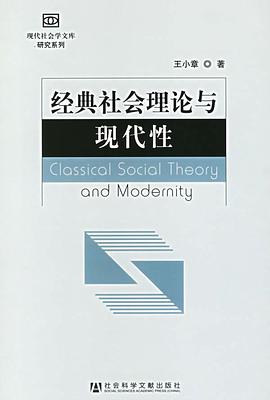 现代社会学文库
.研究系列
王小章 ◎ 著
经典社会理论与
现代性
Classical Social Theory
and Modernity
社会科学文献出版社
SOCIAL SCIENCES ACADEMIC PRESS (CHINA)